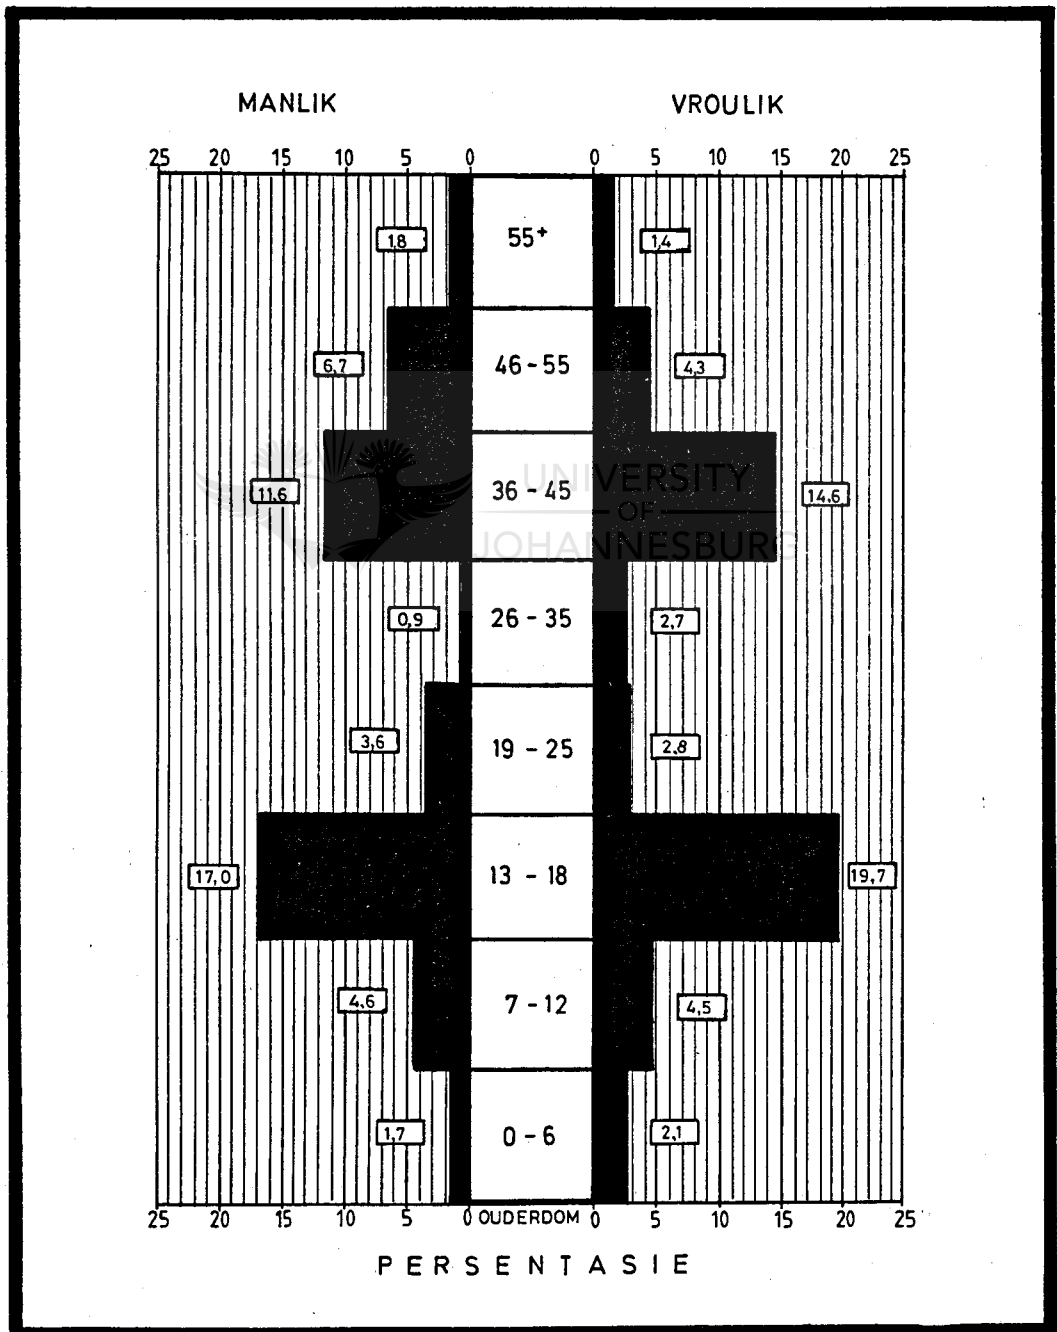 MANLIK VROULIK
25 20 15 10 5 0 0 5 10 15 20 25
1,8 55+ 1,4
6,7 46 - 55 4,3
11,6 36 - 45 14,6
UNIVERSITY
OF
JOHANNESBURG
0,9 26 - 35 2,7
3,6 19 - 25 2,8
17,0 13 - 18 19,7
4,6 7 - 12 4,5
1,7 0 - 6 2,1
25 20 15 10 5 0 OUDERDOM 0 5 10 15 20 25
PERSENTASIE